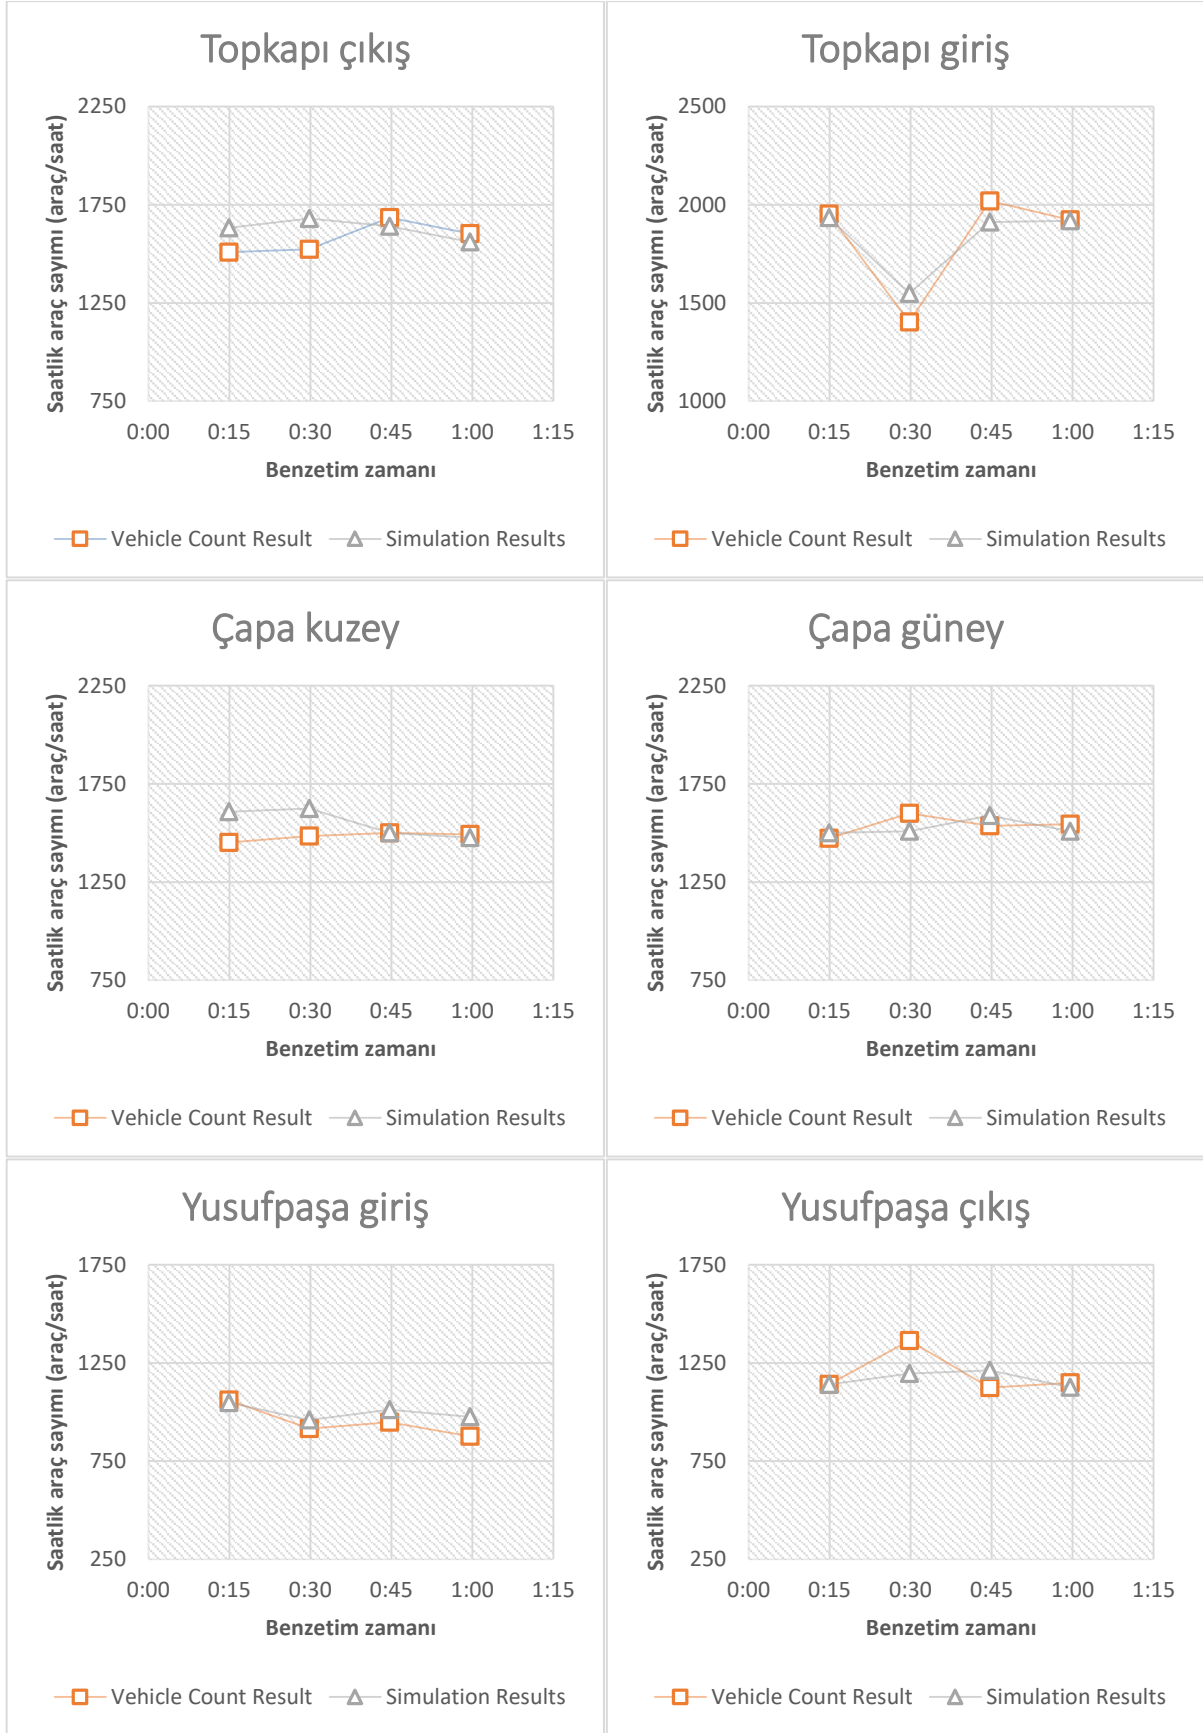 Topkapı çıkış
Saatlik araç sayımı (araç/saat)
2250
1750
1250
750
0:00 0:15 0:30 0:45 1:00 1:15
Benzetim zamanı
Vehicle Count Result Simulation Results
Topkapı giriş
Saatlik araç sayımı (araç/saat)
2500
2000
1500
1000
0:00 0:15 0:30 0:45 1:00 1:15
Benzetim zamanı
Vehicle Count Result Simulation Results
Çapa kuzey
Saatlik araç sayımı (araç/saat)
2250
1750
1250
750
0:00 0:15 0:30 0:45 1:00 1:15
Benzetim zamanı
Vehicle Count Result Simulation Results
Çapa güney
Saatlik araç sayımı (araç/saat)
2250
1750
1250
750
0:00 0:15 0:30 0:45 1:00 1:15
Benzetim zamanı
Vehicle Count Result Simulation Results
Yusufpaşa giriş
Saatlik araç sayımı (araç/saat)
1750
1250
750
250
0:00 0:15 0:30 0:45 1:00 1:15
Benzetim zamanı
Vehicle Count Result Simulation Results
Yusufpaşa çıkış
Saatlik araç sayımı (araç/saat)
1750
1250
750
250
0:00 0:15 0:30 0:45 1:00 1:15
Benzetim zamanı
Vehicle Count Result Simulation Results